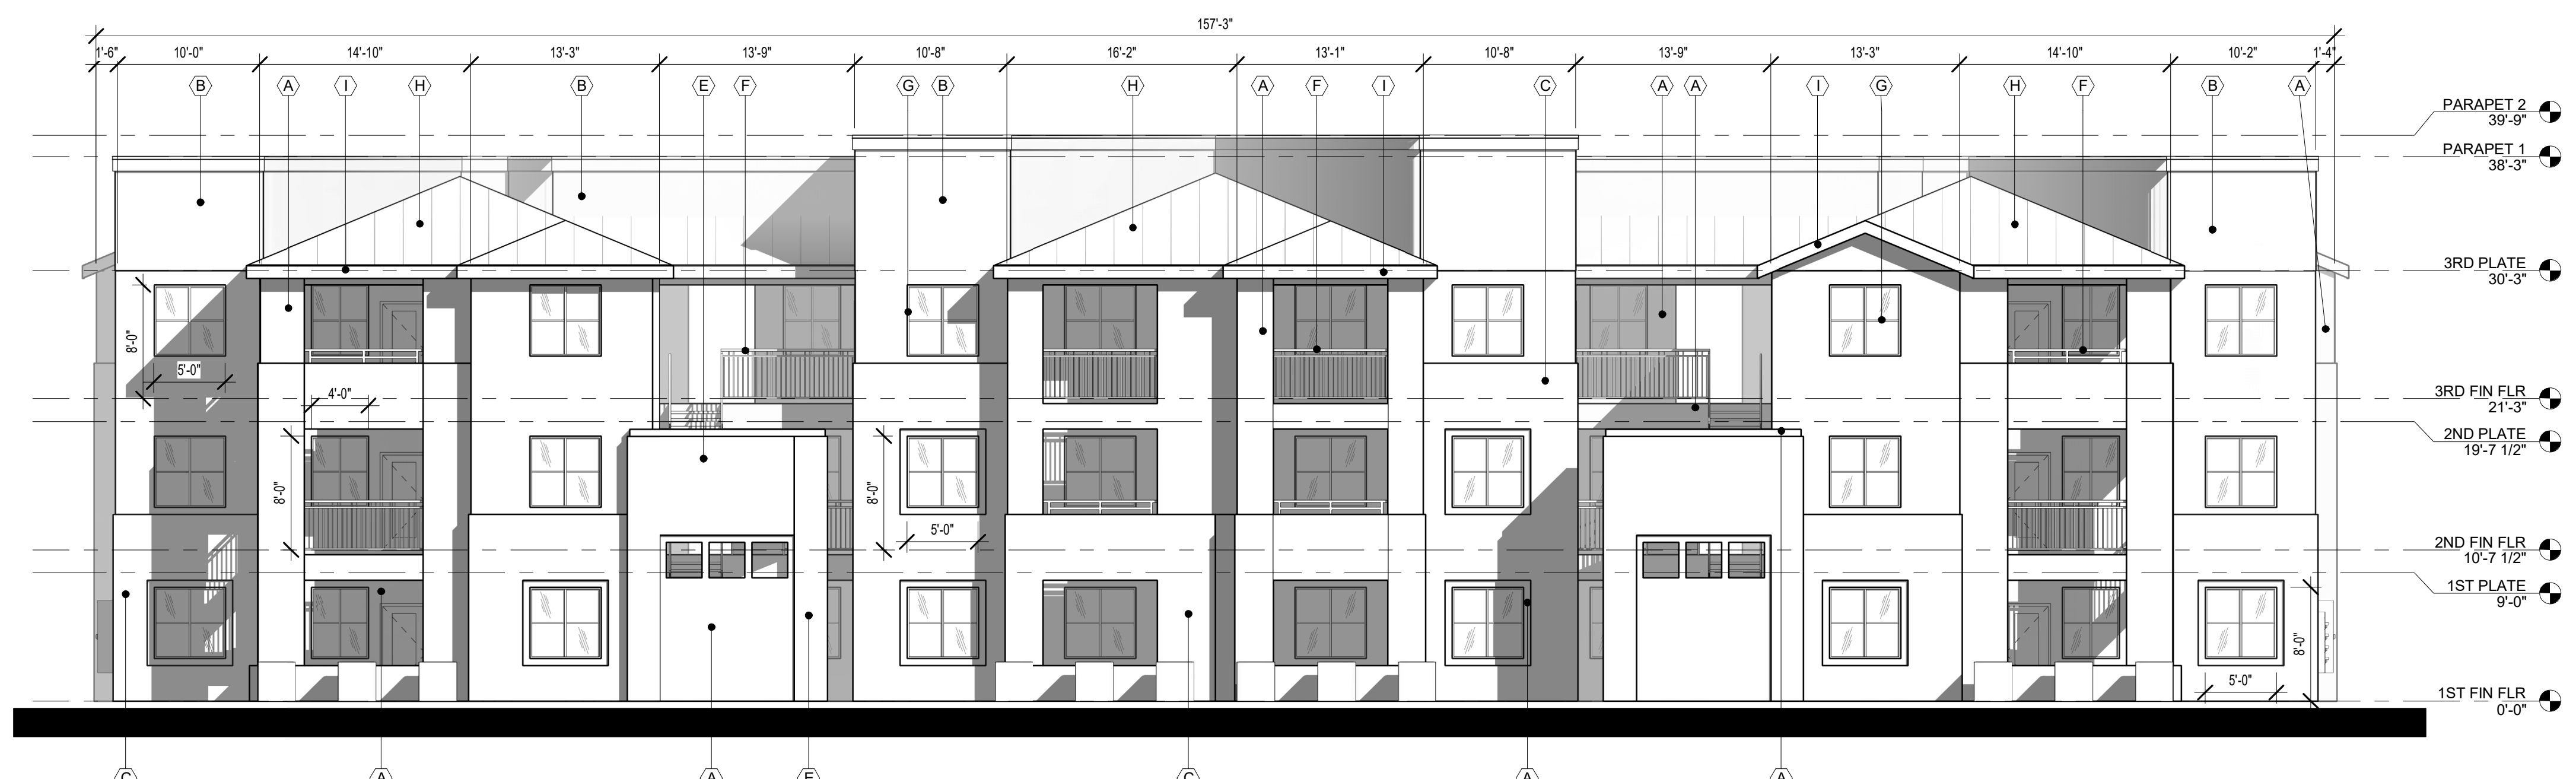 157'-3"
1'-6" 10'-0" 14'-10" 13'-3" 13'-9" 10'-8" 16'-2" 13'-1" 10'-8" 13'-9" 13'-3" 14'-10" 10'-2" 1'-4"
B A I H B E F G B H A F I C A A I G H F B A
PARAPET 2
39'-9"
PARAPET 1
38'-3"
3RD PLATE
30'-3"
8'-0"
5'-0"
4'-0"
3RD FIN FLR
21'-3"
2ND PLATE
19'-7 1/2"
8'-0"
8'-0"
5'-0"
2ND FIN FLR
10'-7 1/2"
1ST PLATE
9'-0"
8'-0"
5'-0"
1ST FIN FLR
0'-0"
C A A C A A